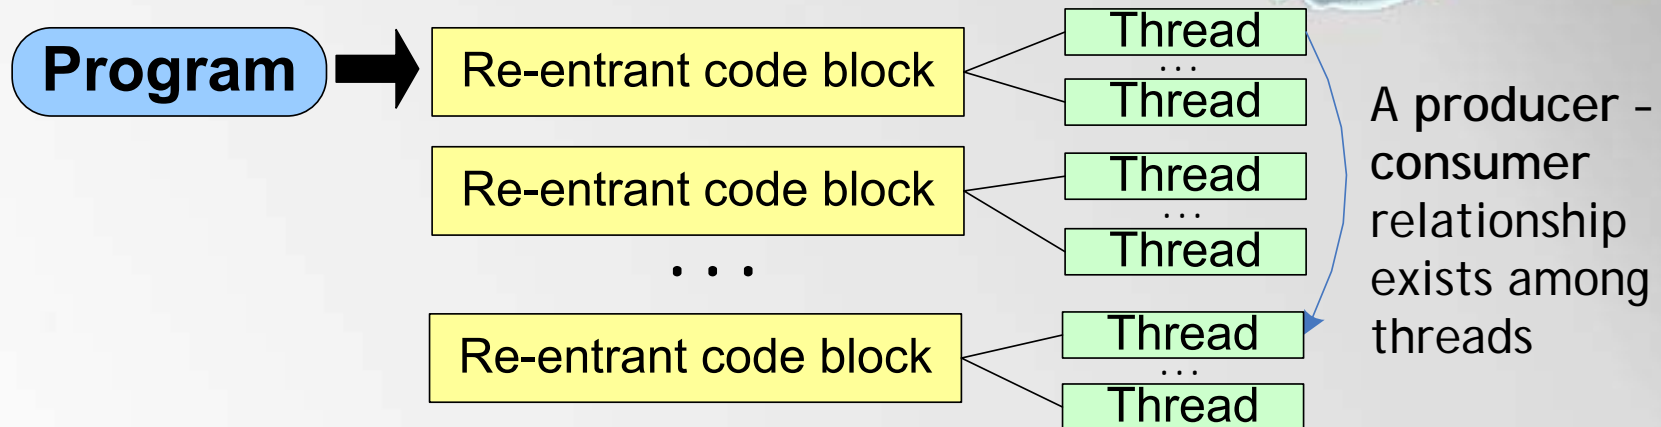 Program
Re-entrant code block
Thread
. . .
Thread
Re-entrant code block
Thread
. . .
Thread
. . .
Re-entrant code block
Thread
. . .
Thread
A producer -
consumer
relationship
exists among
threads